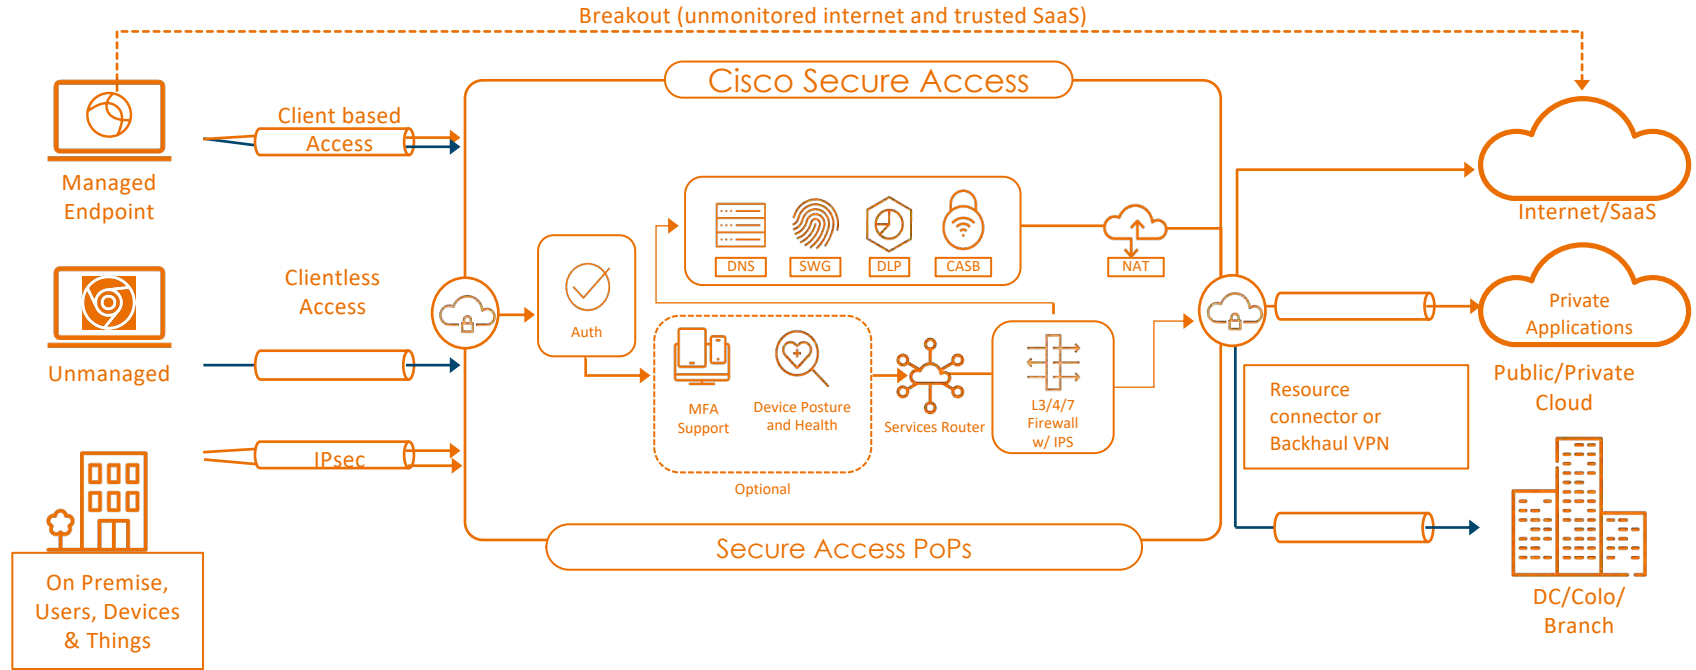 Breakout (unmonitored internet and trusted SaaS)
Cisco Secure Access
Client based
Access
Managed
Endpoint
Internet/SaaS
DNS
SWG
DLP
CASB
NAT
Clientless
Access
Auth
Private
Applications
Unmanaged
Public/Private
Cloud
MFA
Support
Device Posture
and Health
Services Router
L3/4/7
Firewall
w/ IPS
Resource
connector or
Backhaul VPN
IPsec
Optional
Secure Access PoPs
On Premise,
Users, Devices
& Things
DC/Colo/
Branch